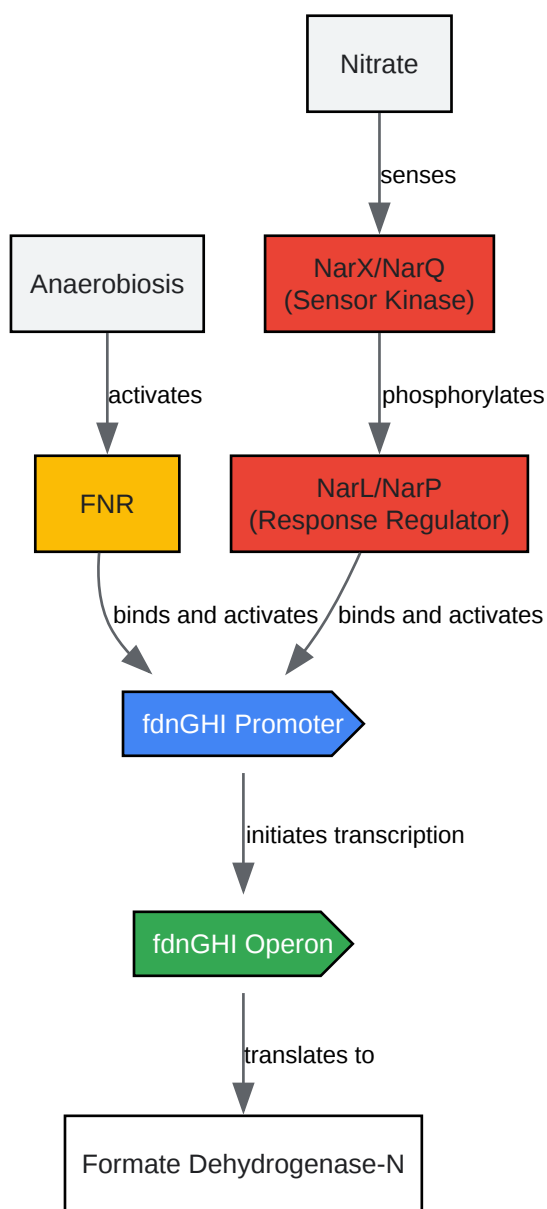 Nitrate
senses
Anaerobiosis
NarX/NarQ
(Sensor Kinase)
activates
phosphorylates
FNR
NarL/NarP
(Response Regulator)
binds and activates
binds and activates
fdnGHI Promoter
initiates transcription
fdnGHI Operon
translates to
Formate Dehydrogenase-N